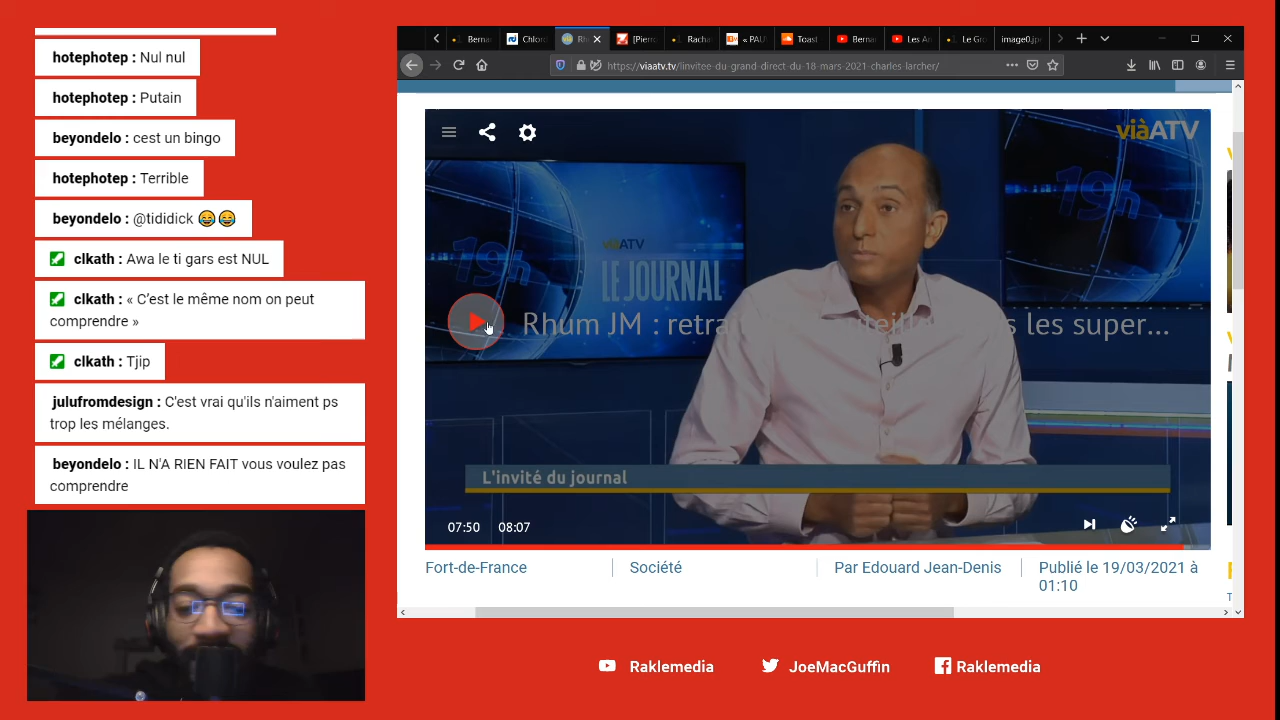 hotephotep : Nul nul
hotephotep : Putain
beyondelo : cest un bingo
hotephotep : Terrible
beyondelo : @tididick 😂😂
clkath : Awa le ti gars est NUL
clkath : « C'est le même nom on peut
comprendre »
clkath : Tjip
julufromdesign : C'est vrai qu'ils n'aiment ps
trop les mélanges.
beyondelo : IL N'A RIEN FAIT vous voulez pas
comprendre
Berna
Chlord
Rh
[Pierro
Racha
« PAU
Toast
Berna
Les An
Le Gro
image0.jp
https://viaatv.tv/linvitee-du-grand-direct-du-18-mars-2021-charles-larcher/
viàATV
19h
19h
viàATV
LE JOURNAL
19h
Rhum JM : les super...
L'invité du journal
07:50 08:07
Fort-de-France
Société
Par Edouard Jean-Denis
Publié le 19/03/2021 à
01:10
Raklemedia
JoeMacGuffin
Raklemedia